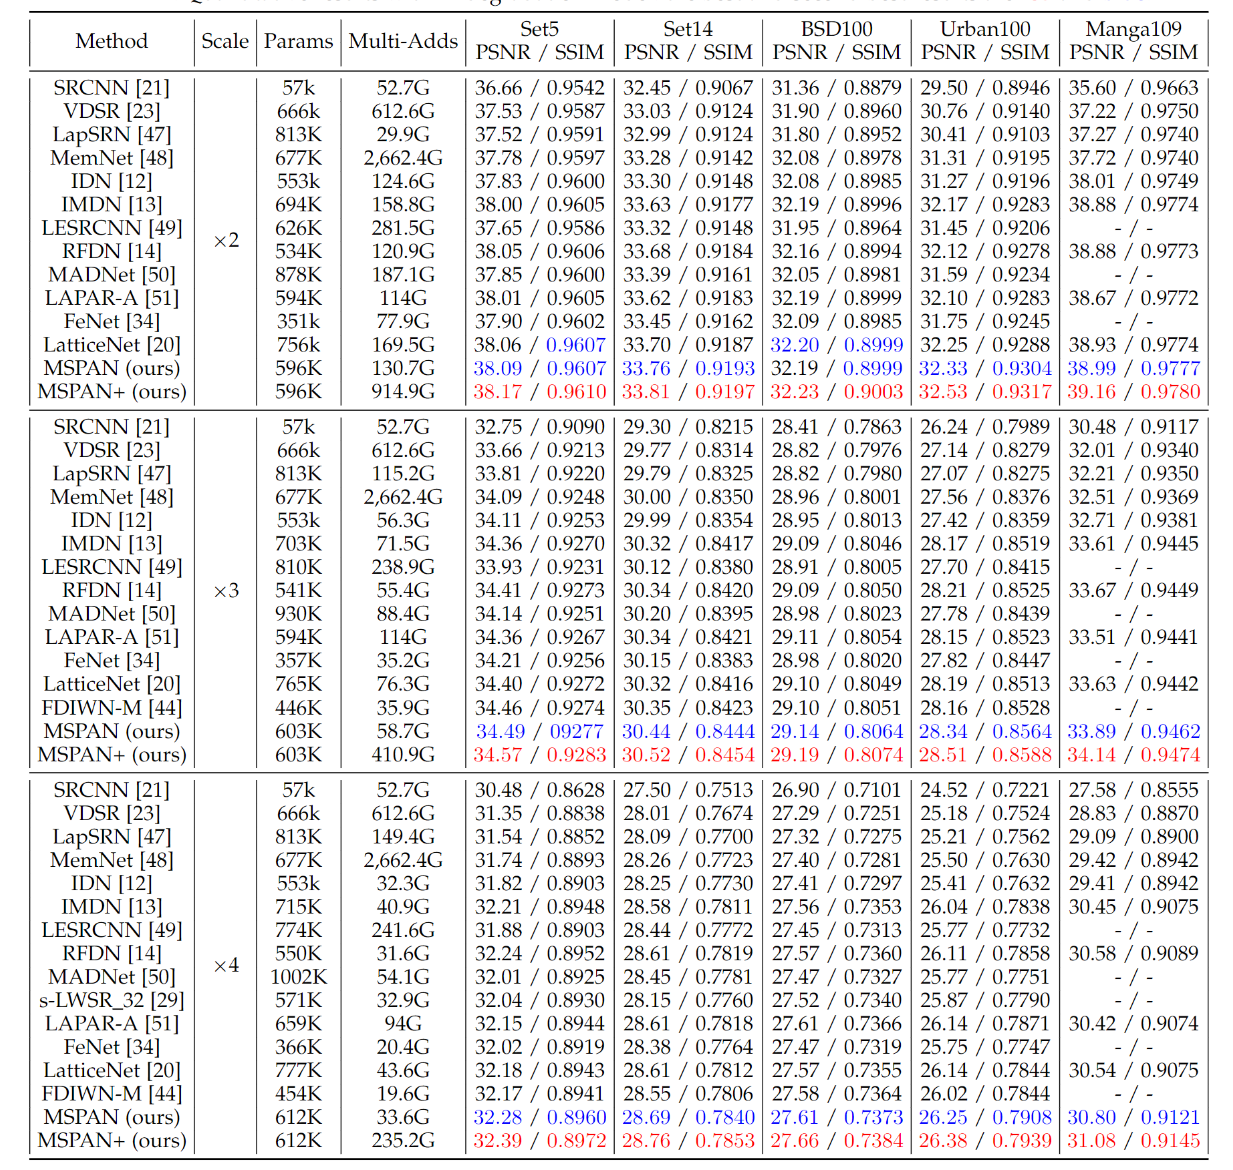 Method Scale Params Multi-Adds Set5 PSNR / SSIM Set14 PSNR / SSIM BSD100 PSNR / SSIM Urban100 PSNR / SSIM Manga109 PSNR / SSIM
SRCNN [21] 57k 52.7G 36.66 / 0.9542 32.45 / 0.9067 31.36 / 0.8879 29.50 / 0.8946 35.60 / 0.9663
VDSR [23] 666k 612.6G 37.53 / 0.9587 33.03 / 0.9124 31.90 / 0.8960 30.76 / 0.9140 37.22 / 0.9750
LapSRN [47] 813K 29.9G 37.52 / 0.9591 32.99 / 0.9124 31.80 / 0.8952 30.41 / 0.9103 37.27 / 0.9740
MemNet [48] 677K 2,662.4G 37.78 / 0.9597 33.28 / 0.9142 32.08 / 0.8978 31.31 / 0.9195 37.72 / 0.9740
IDN [12] 553k 124.6G 37.83 / 0.9600 33.30 / 0.9148 32.08 / 0.8985 31.27 / 0.9196 38.01 / 0.9749
IMDN [13] 694K 158.8G 38.00 / 0.9605 33.63 / 0.9177 32.19 / 0.8996 32.17 / 0.9283 38.88 / 0.9774
LESRCNN [49] 626K 281.5G 37.65 / 0.9586 33.32 / 0.9148 31.95 / 0.8964 31.45 / 0.9206 - / -
×2
RFDN [14] 534K 120.9G 38.05 / 0.9606 33.68 / 0.9184 32.16 / 0.8994 32.12 / 0.9278 38.88 / 0.9773
MADNet [50] 878K 187.1G 37.85 / 0.9600 33.39 / 0.9161 32.05 / 0.8981 31.59 / 0.9234 - / -
LAPAR-A [51] 594K 114G 38.01 / 0.9605 33.62 / 0.9183 32.19 / 0.8999 32.10 / 0.9283 38.67 / 0.9772
FeNet [34] 351k 77.9G 37.90 / 0.9602 33.45 / 0.9162 32.09 / 0.8985 31.75 / 0.9245 - / -
LatticeNet [20] 756k 169.5G 38.06 / 0.9607 33.70 / 0.9187 32.20 / 0.8999 32.25 / 0.9288 38.93 / 0.9774
MSPAN (ours) 596K 130.7G 38.09 / 0.9607 33.76 / 0.9193 32.19 / 0.8999 32.33 / 0.9304 38.99 / 0.9777
MSPAN+ (ours) 596K 914.9G 38.17 / 0.9610 33.81 / 0.9197 32.23 / 0.9003 32.53 / 0.9317 39.16 / 0.9780
SRCNN [21] 57k 52.7G 32.75 / 0.9090 29.30 / 0.8215 28.41 / 0.7863 26.24 / 0.7989 30.48 / 0.9117
VDSR [23] 666k 612.6G 33.66 / 0.9213 29.77 / 0.8314 28.82 / 0.7976 27.14 / 0.8279 32.01 / 0.9340
LapSRN [47] 813K 115.2G 33.81 / 0.9220 29.79 / 0.8325 28.82 / 0.7980 27.07 / 0.8275 32.21 / 0.9350
MemNet [48] 677K 2,662.4G 34.09 / 0.9248 30.00 / 0.8350 28.96 / 0.8001 27.56 / 0.8376 32.51 / 0.9369
IDN [12] 553k 56.3G 34.11 / 0.9253 29.99 / 0.8354 28.95 / 0.8013 27.42 / 0.8359 32.71 / 0.9381
IMDN [13] 703K 71.5G 34.36 / 0.9270 30.32 / 0.8417 29.09 / 0.8046 28.17 / 0.8519 33.61 / 0.9445
LESRCNN [49] 810K 238.9G 33.93 / 0.9231 30.12 / 0.8380 28.91 / 0.8005 27.70 / 0.8415 - / -
RFDN [14] ×3 541K 55.4G 34.41 / 0.9273 30.34 / 0.8420 29.09 / 0.8050 28.21 / 0.8525 33.67 / 0.9449
MADNet [50] 930K 88.4G 34.14 / 0.9251 30.20 / 0.8395 28.98 / 0.8023 27.78 / 0.8439 - / -
LAPAR-A [51] 594K 114G 34.36 / 0.9267 30.34 / 0.8421 29.11 / 0.8054 28.15 / 0.8523 33.51 / 0.9441
FeNet [34] 357K 35.2G 34.21 / 0.9256 30.15 / 0.8383 28.98 / 0.8020 27.82 / 0.8447 - / -
LatticeNet [20] 765K 76.3G 34.40 / 0.9272 30.32 / 0.8416 29.10 / 0.8049 28.19 / 0.8513 33.63 / 0.9442
FDIWN-M [44] 446K 35.9G 34.46 / 0.9274 30.35 / 0.8423 29.10 / 0.8051 28.16 / 0.8528 - / -
MSPAN (ours) 603K 58.7G 34.49 / 09277 30.44 / 0.8444 29.14 / 0.8064 28.34 / 0.8564 33.89 / 0.9462
MSPAN+ (ours) 603K 410.9G 34.57 / 0.9283 30.52 / 0.8454 29.19 / 0.8074 28.51 / 0.8588 34.14 / 0.9474
SRCNN [21] 57k 52.7G 30.48 / 0.8628 27.50 / 0.7513 26.90 / 0.7101 24.52 / 0.7221 27.58 / 0.8555
VDSR [23] 666k 612.6G 31.35 / 0.8838 28.01 / 0.7674 27.29 / 0.7251 25.18 / 0.7524 28.83 / 0.8870
LapSRN [47] 813K 149.4G 31.54 / 0.8852 28.09 / 0.7700 27.32 / 0.7275 25.21 / 0.7562 29.09 / 0.8900
MemNet [48] 677K 2,662.4G 31.74 / 0.8893 28.26 / 0.7723 27.40 / 0.7281 25.50 / 0.7630 29.42 / 0.8942
IDN [12] 553k 32.3G 31.82 / 0.8903 28.25 / 0.7730 27.41 / 0.7297 25.41 / 0.7632 29.41 / 0.8942
IMDN [13] 715K 40.9G 32.21 / 0.8948 28.58 / 0.7811 27.56 / 0.7353 26.04 / 0.7838 30.45 / 0.9075
LESRCNN [49] 774K 241.6G 31.88 / 0.8903 28.44 / 0.7772 27.45 / 0.7313 25.77 / 0.7732 - / -
RFDN [14] 550K 31.6G 32.24 / 0.8952 28.61 / 0.7819 27.57 / 0.7360 26.11 / 0.7858 30.58 / 0.9089
×4
MADNet [50] 1002K 54.1G 32.01 / 0.8925 28.45 / 0.7781 27.47 / 0.7327 25.77 / 0.7751 - / -
s-LWSR_32 [29] 571K 32.9G 32.04 / 0.8930 28.15 / 0.7760 27.52 / 0.7340 25.87 / 0.7790 - / -
LAPAR-A [51] 659K 94G 32.15 / 0.8944 28.61 / 0.7818 27.61 / 0.7366 26.14 / 0.7871 30.42 / 0.9074
FeNet [34] 366K 20.4G 32.02 / 0.8919 28.38 / 0.7764 27.47 / 0.7319 25.75 / 0.7747 - / -
LatticeNet [20] 777K 43.6G 32.18 / 0.8943 28.61 / 0.7812 27.57 / 0.7355 26.14 / 0.7844 30.54 / 0.9075
FDIWN-M [44] 454K 19.6G 32.17 / 0.8941 28.55 / 0.7806 27.58 / 0.7364 26.02 / 0.7844 - / -
MSPAN (ours) 612K 33.6G 32.28 / 0.8960 28.69 / 0.7840 27.61 / 0.7373 26.25 / 0.7908 30.80 / 0.9121
MSPAN+ (ours) 612K 235.2G 32.39 / 0.8972 28.76 / 0.7853 27.66 / 0.7384 26.38 / 0.7939 31.08 / 0.9145